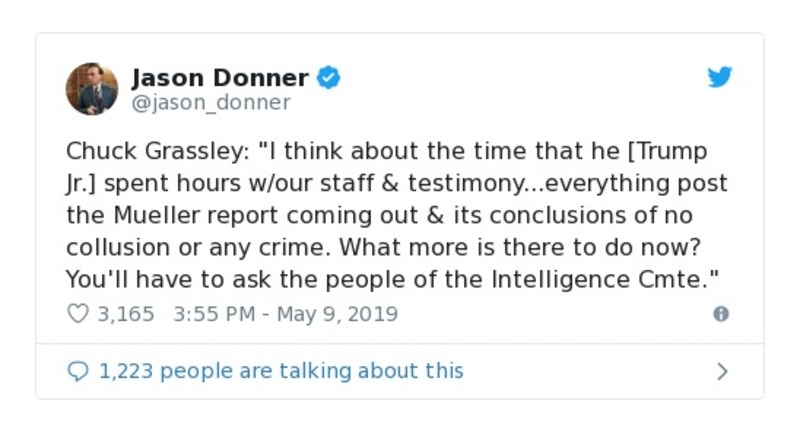 Jason Donner
@jason_donner
Chuck Grassley: "I think about the time that he [Trump
Jr.] spent hours w/our staff & testimony...everything post
the Mueller report coming out & its conclusions of no
collusion or any crime. What more is there to do now?
You'll have to ask the people of the Intelligence Cmte."
3,165 3:55 PM - May 9, 2019
1,223 people are talking about this